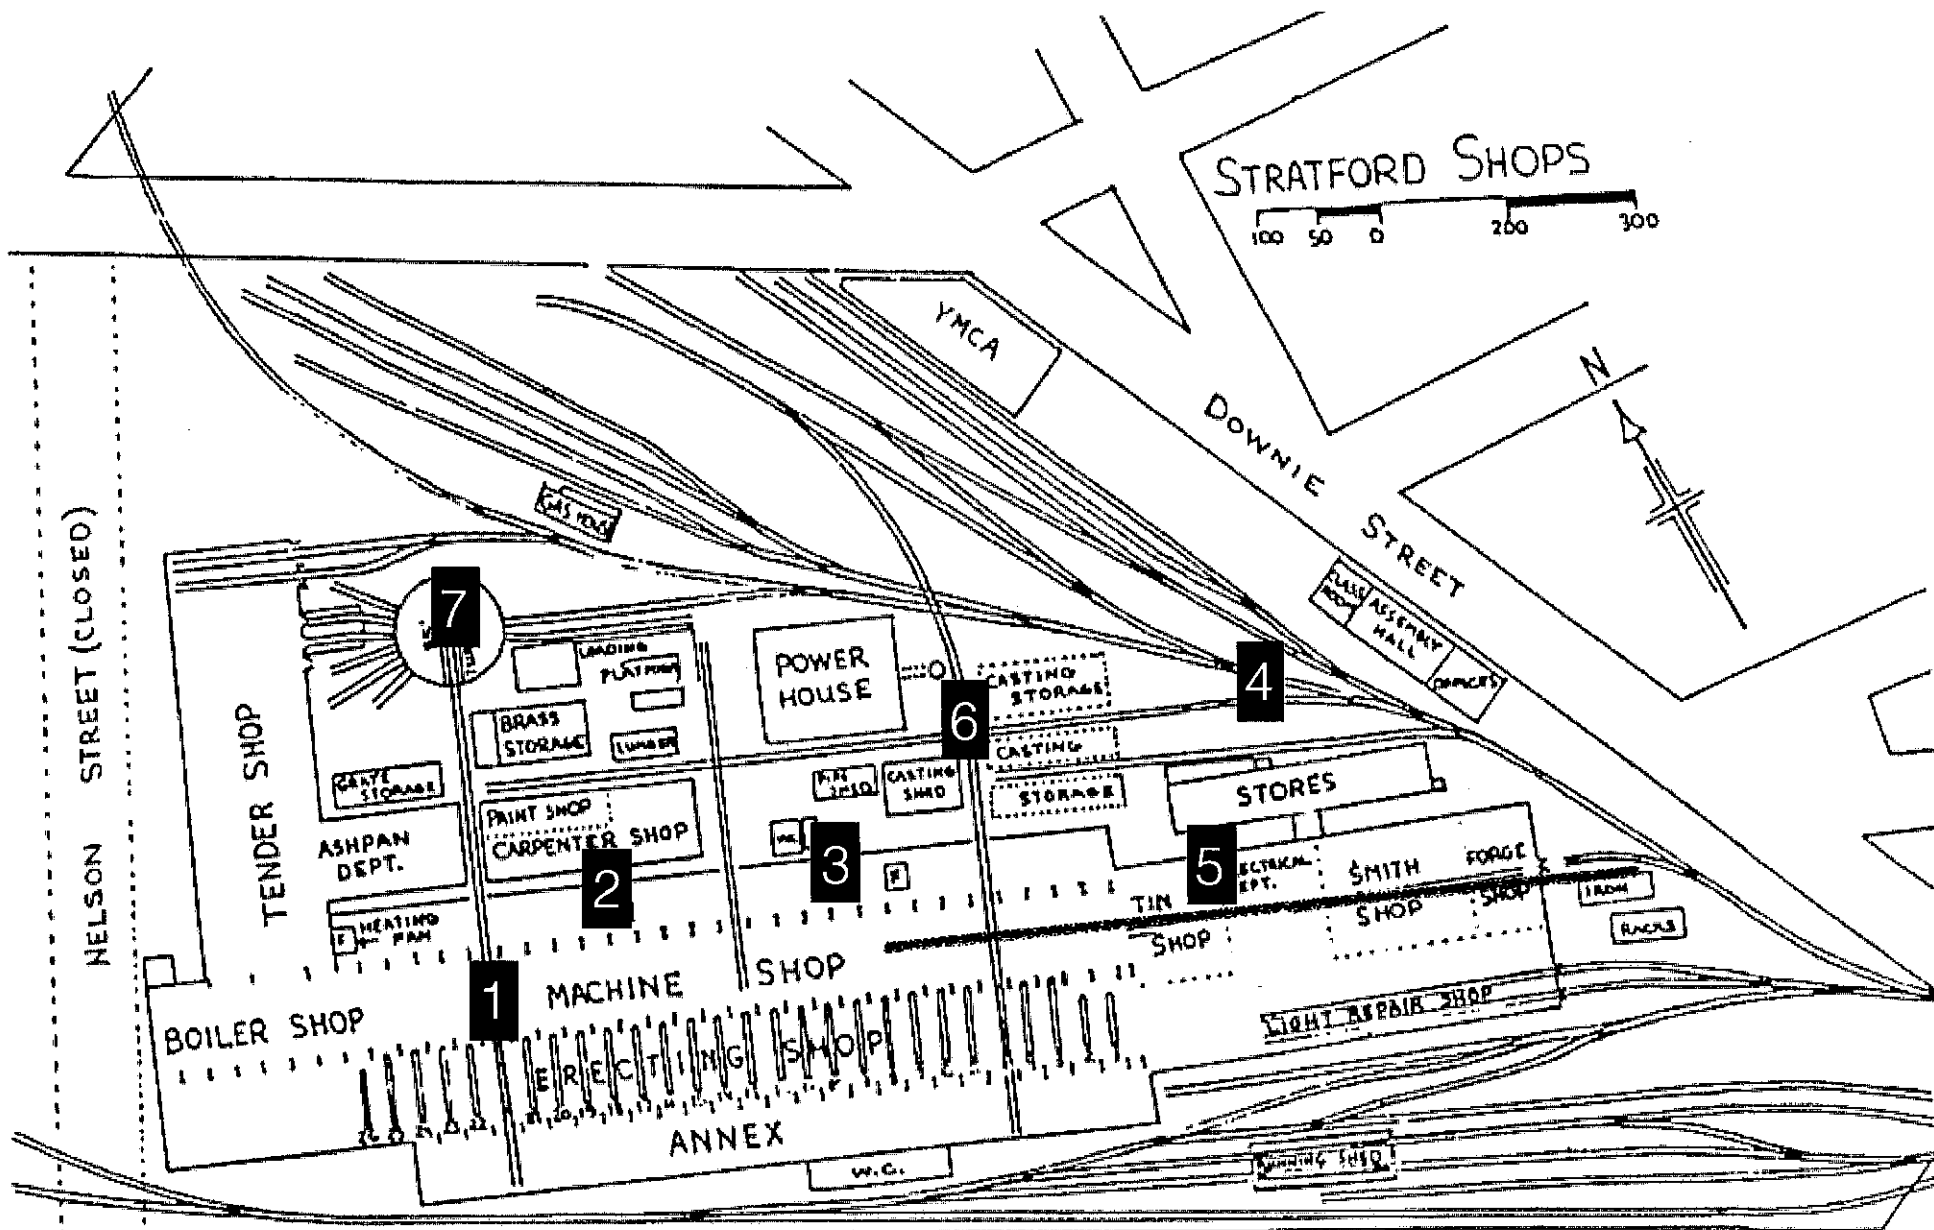 STRATFORD SHOPS
100 50 0 200 300
N
YMCA
DOWNIE
STREET
CLASS
ROOM
ASSEMBLY
HALL
OFFICES
NELSON STREET (CLOSED)
GAS HOUSE
7
TENDER SHOP
LOADING
PLATFORM
POWER
HOUSE
CASTING
STORAGE
4
6
BRASS
STORAGE
LUMBER
GRATE
STORAGE
CASTING
SHED
CASTING
STORAGE
STORES
PAINT SHOP
CARPENTER SHOP
ASHPAN
DEPT.
2
3
5
SMITH
SHOP
FORGE
SHOP
IRON
RACKS
HEATING
FAN
F
TIN
SHOP
MACHINE SHOP
1
BOILER SHOP
LIGHT REPAIR SHOP
ERECTING SHOP
ANNEX
W.C.
RUNNING SHED